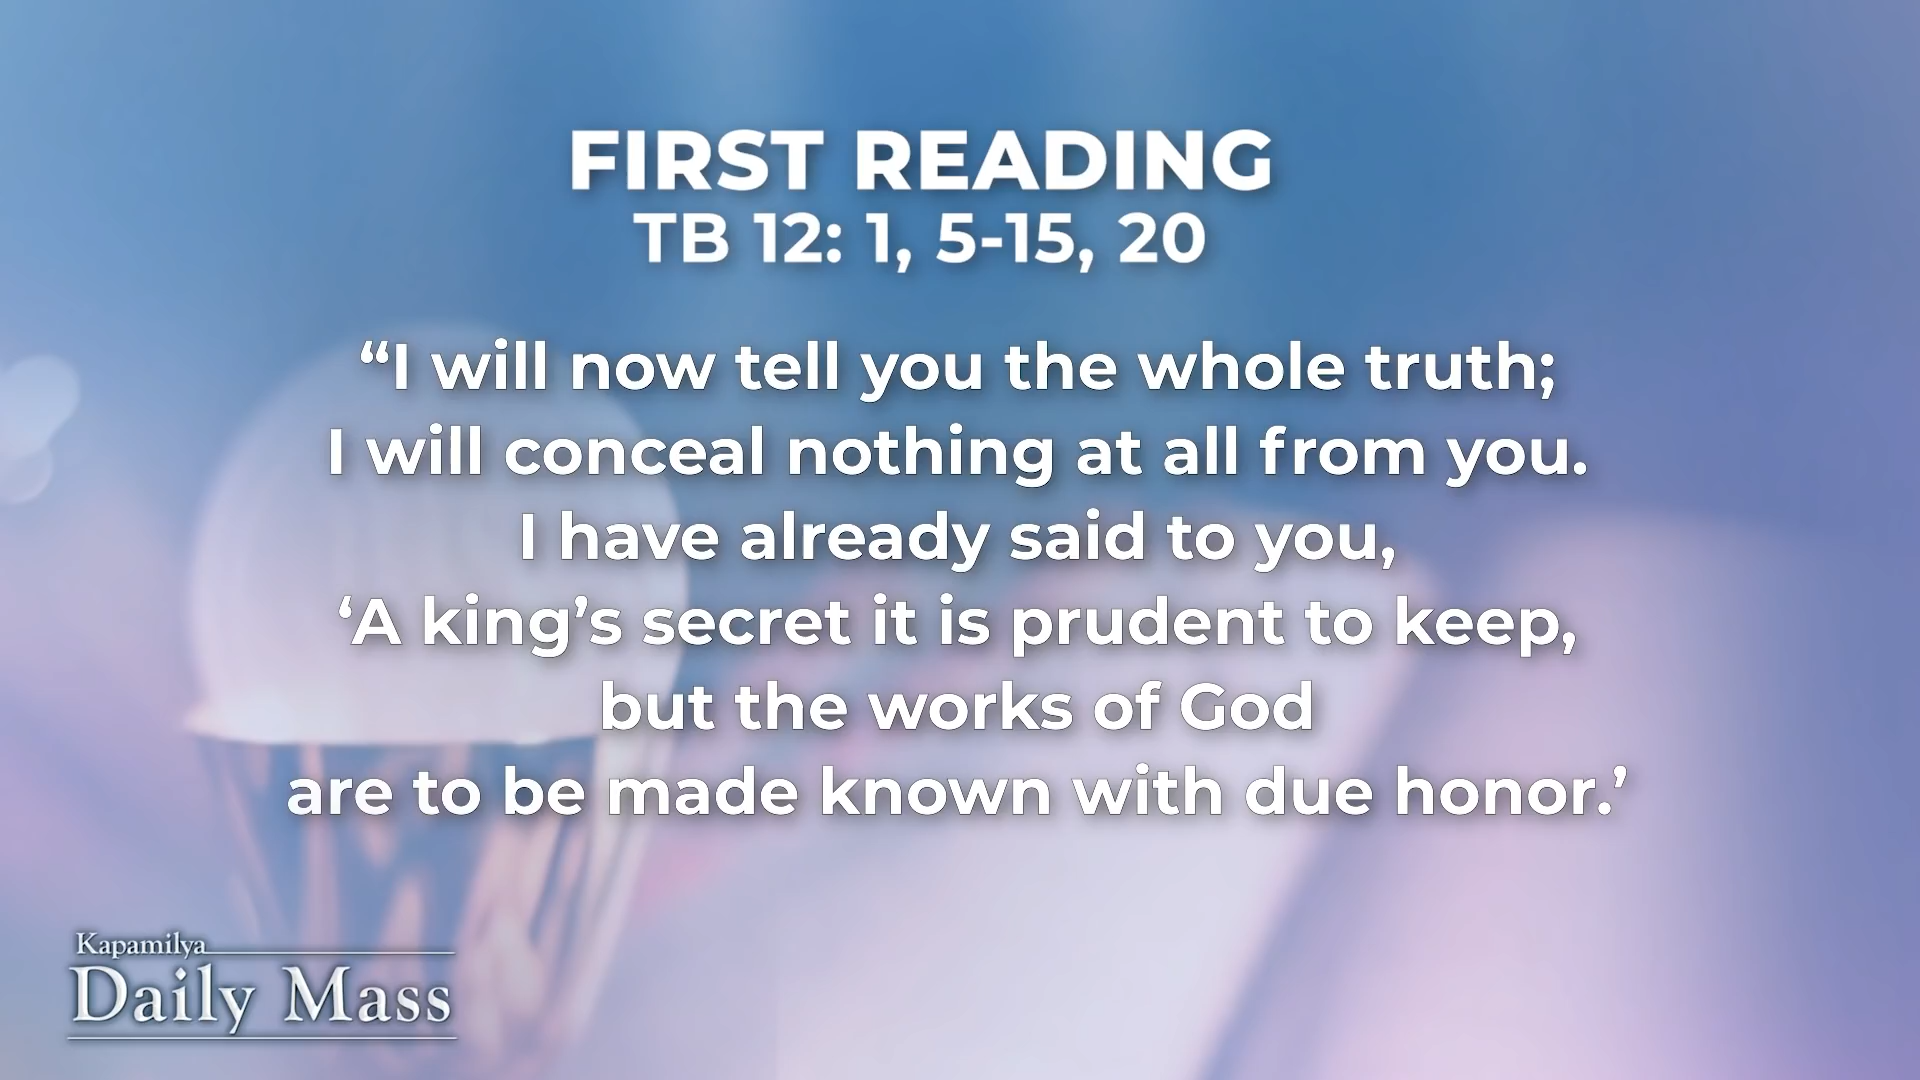 FIRST READING
TB 12: 1, 5-15, 20
“I will now tell you the whole truth;
I will conceal nothing at all from you.
I have already said to you,
‘A king’s secret it is prudent to keep,
but the works of God
are to be made known with due honor.’
Kapamilya
Daily Mass